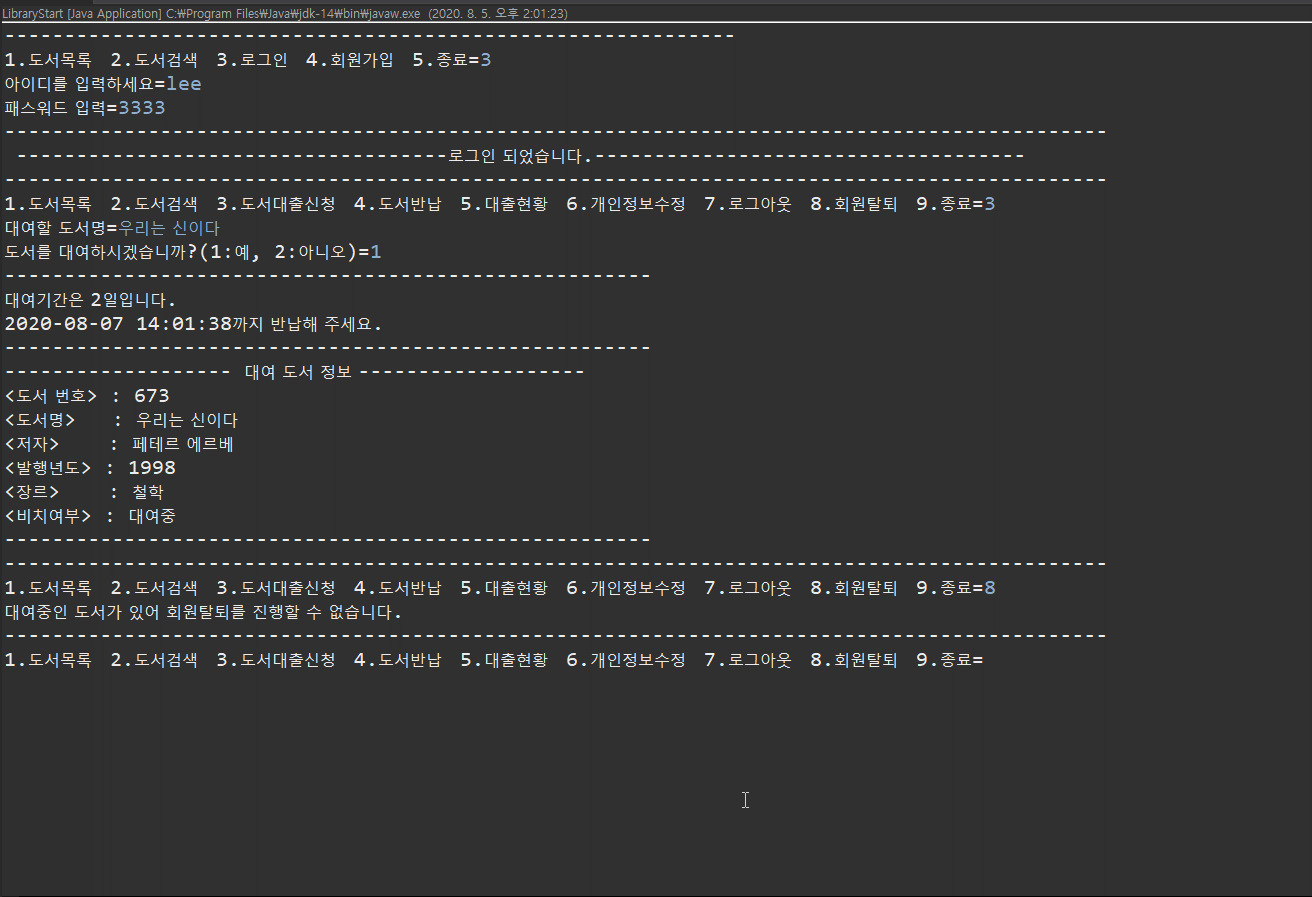 LibraryStart [Java Application] C:₩Program Files₩Java₩jdk-14₩bin₩javaw.exe (2020. 8. 5. 오후 2:01:23)
--------------------------------------------------------------
1.도서목록 2.도서검색 3.로그인 4.회원가입 5.종료=3
아이디를 입력하세요=lee
패스워드 입력=3333
----------------------------------------------------------------------------------------------
------------------------------------로그인 되었습니다.------------------------------------
----------------------------------------------------------------------------------------------
1.도서목록 2.도서검색 3.도서대출신청 4.도서반납 5.대출현황 6.개인정보수정 7.로그아웃 8.회원탈퇴 9.종료=3
대여할 도서명=우리는 신이다
도서를 대여하시겠습니까?(1:예, 2:아니오)=1
-------------------------------------------------------
대여기간은 2일입니다.
2020-08-07 14:01:38까지 반납해 주세요.
-------------------------------------------------------
------------------- 대여 도서 정보 -------------------
<도서 번호> : 673
<도서명> : 우리는 신이다
<저자> : 페테르 에르베
<발행년도> : 1998
<장르> : 철학
<비치여부> : 대여중
-------------------------------------------------------
----------------------------------------------------------------------------------------------
1.도서목록 2.도서검색 3.도서대출신청 4.도서반납 5.대출현황 6.개인정보수정 7.로그아웃 8.회원탈퇴 9.종료=8
대여중인 도서가 있어 회원탈퇴를 진행할 수 없습니다.
----------------------------------------------------------------------------------------------
1.도서목록 2.도서검색 3.도서대출신청 4.도서반납 5.대출현황 6.개인정보수정 7.로그아웃 8.회원탈퇴 9.종료=